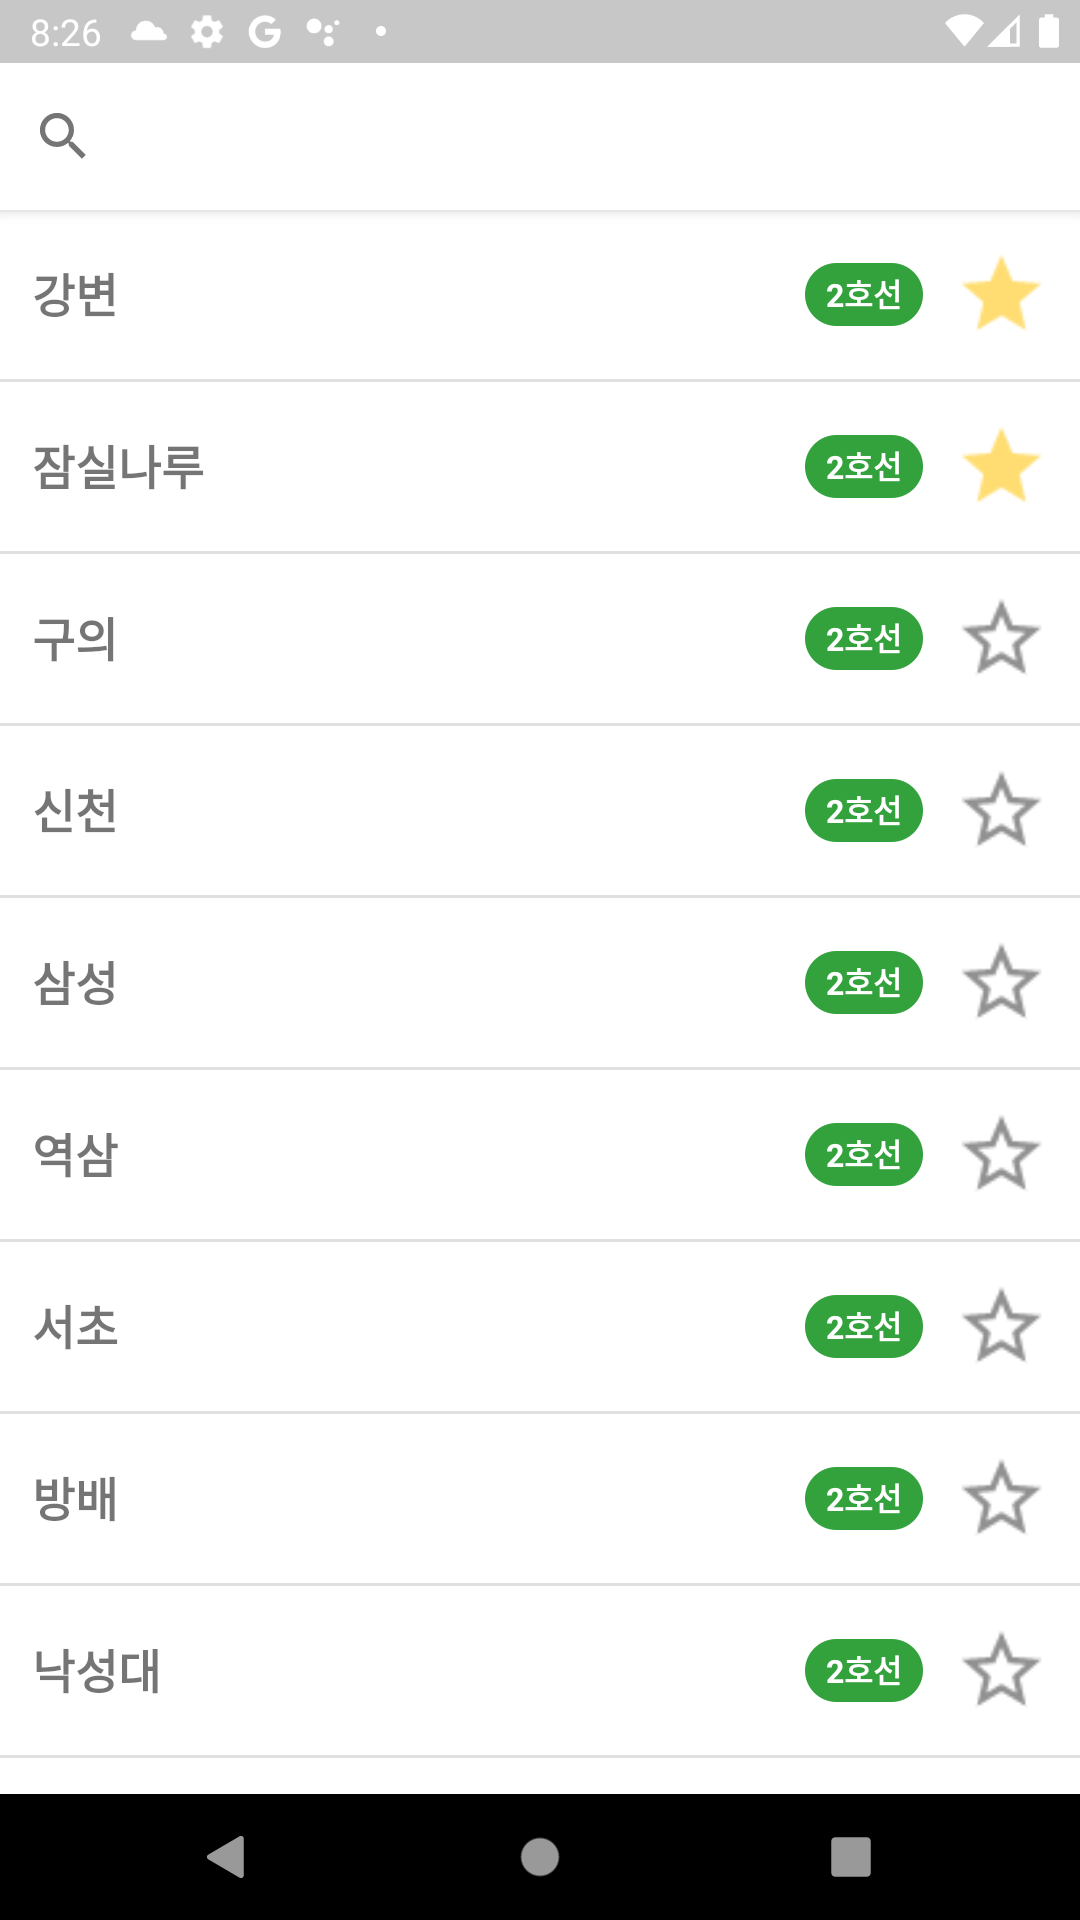 8:26
강변 2호선
잠실나루 2호선
구의 2호선
신천 2호선
삼성 2호선
역삼 2호선
서초 2호선
방배 2호선
낙성대 2호선